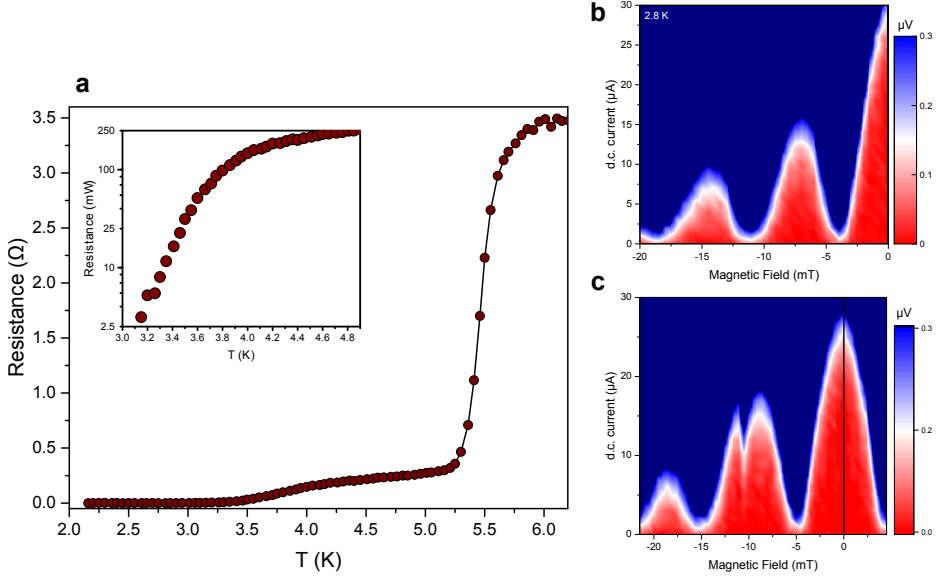 a
Resistance (Ω)
3.5
3.0
2.5
2.0
1.5
1.0
0.5
0.0
2.0 2.5 3.0 3.5 4.0 4.5 5.0 5.5 6.0
T (K)
Resistance (mW)
250
100
25
10
2.5
3.0 3.2 3.4 3.6 3.8 4.0 4.2 4.4 4.6 4.8
T (K)
b
2.8 K
d.c. current (μA)
30
25
20
15
10
5
0
-20 -15 -10 -5 0
Magnetic Field (mT)
μV
0.3
0.2
0.1
0
c
d.c. current (μA)
30
20
10
0
-20 -15 -10 -5 0
Magnetic Field (mT)
μV
0.3
0.2
0.0